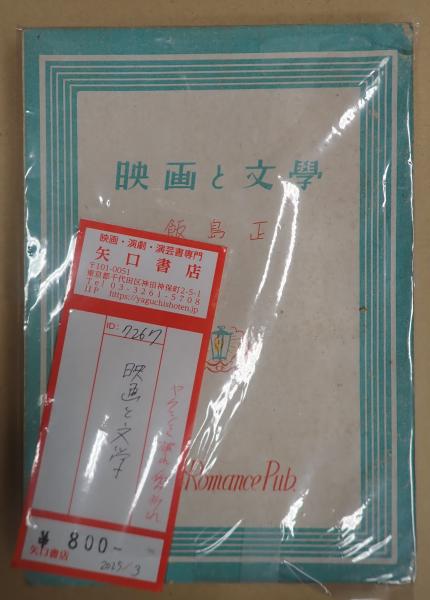 映画と文學
飯島正
映画・演劇・演芸書専門
矢口書店
〒101-0051
東京都千代田区神田神保町2-5-1
Tel 03-3261-5708
HP https://yaguchishoten.jp
ID: 7267
映画と文学
Romance Pub.
¥ 800-
矢口書店
2025/3